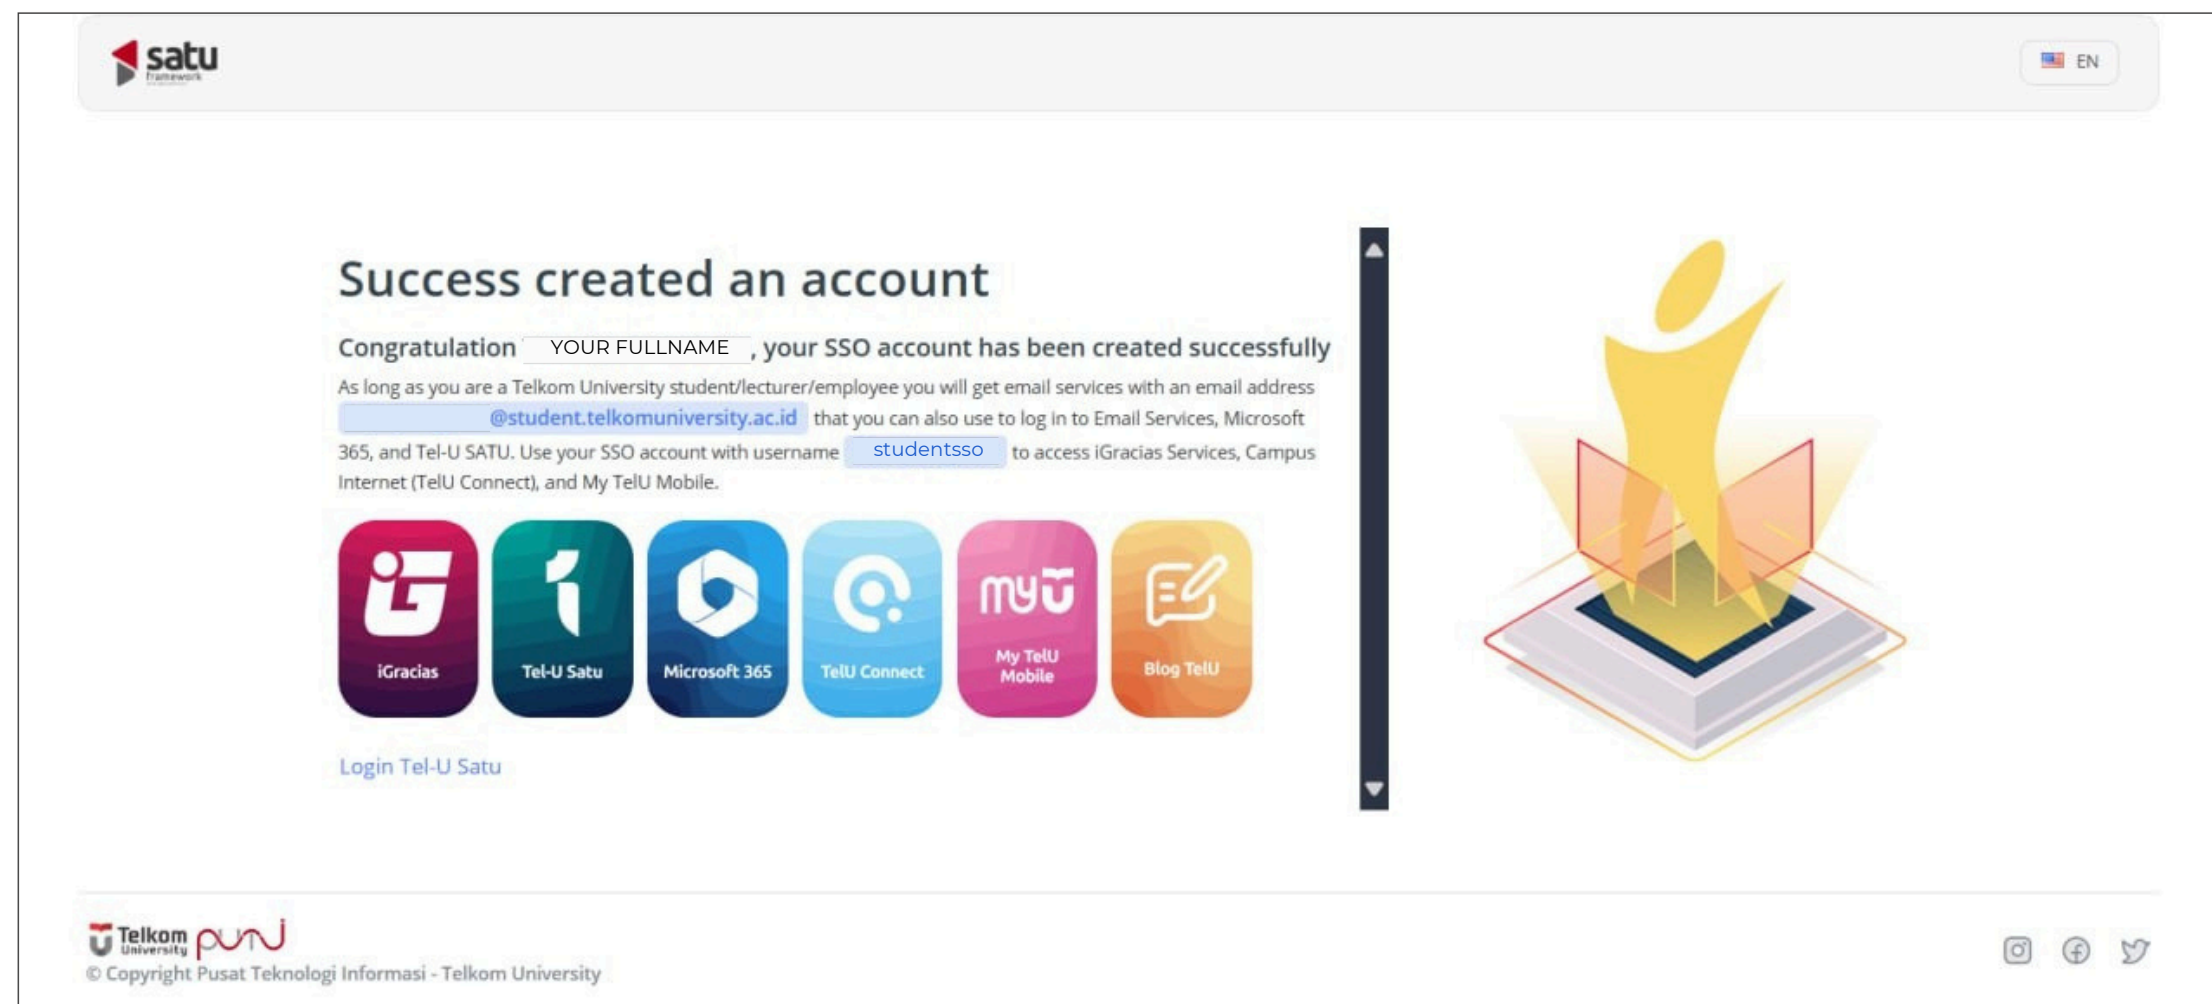 satu
framework
EN
Success created an account
Congratulation YOUR FULLNAME , your SSO account has been created successfully
As long as you are a Telkom University student/lecturer/employee you will get email services with an email address
@student.telkomuniversity.ac.id that you can also use to log in to Email Services, Microsoft
365, and Tel-U SATU. Use your SSO account with username studentsso to access iGracias Services, Campus
Internet (TelU Connect), and My TelU Mobile.
iG
iGracias
Tel-U Satu
Microsoft 365
TelU Connect
myU
My TelU
Mobile
Blog TelU
Login Tel-U Satu
Telkom
University
puti
© Copyright Pusat Teknologi Informasi - Telkom University